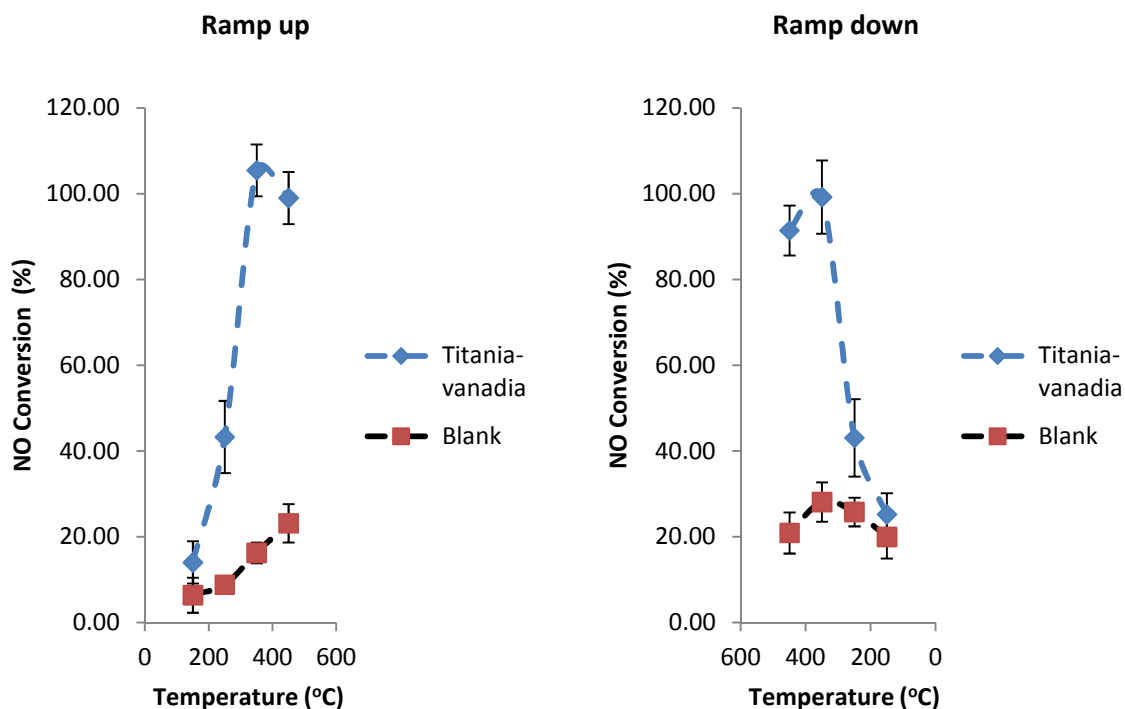 Ramp up
120.00
100.00
80.00
60.00
40.00
20.00
0.00
0 200 400 600
NO Conversion (%)
Temperature (ºC)
Titania-
vanadia
Blank
Ramp down
120.00
100.00
80.00
60.00
40.00
20.00
0.00
600 400 200 0
NO Conversion (%)
Temperature (ºC)
Titania-
vanadia
Blank